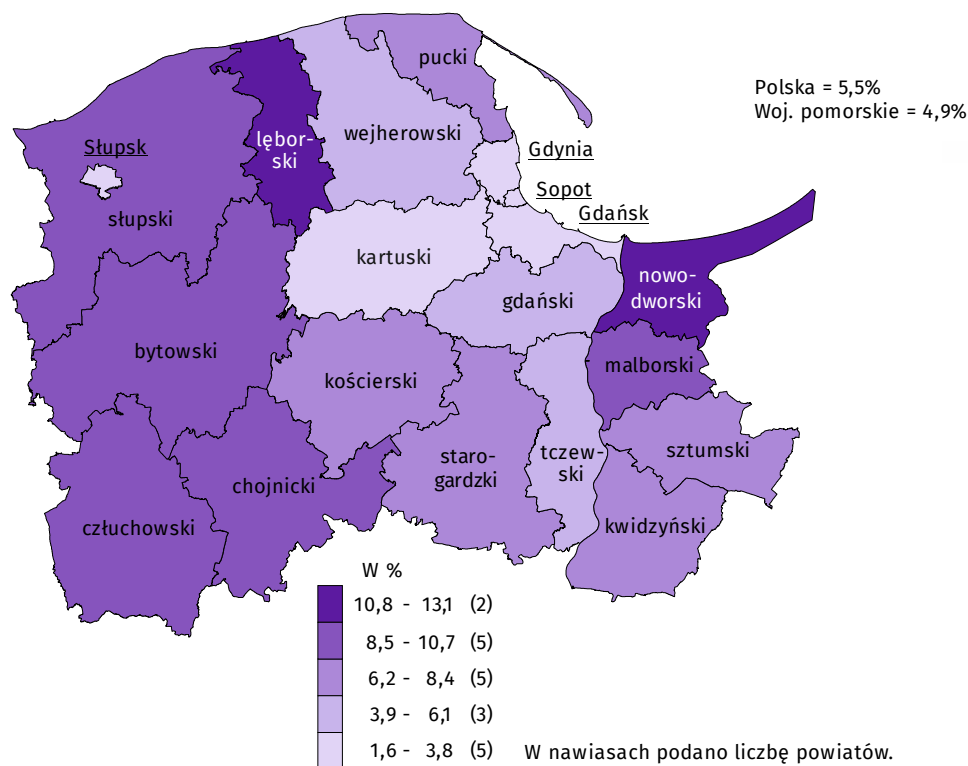 pucki
Polska = 5,5%
Woj. pomorskie = 4,9%
wejherowski
lębor-
ski
Słupsk
Gdynia
Sopot
Gdańsk
słupski
kartuski
nowo-
dworski
gdański
bytowski
malborski
kościerski
staro-
gardzki
tczew-
ski
sztumski
chojnicki
człuchowski
kwidzyński
W %
10,8 - 13,1 (2)
8,5 - 10,7 (5)
6,2 - 8,4 (5)
3,9 - 6,1 (3)
1,6 - 3,8 (5)
W nawiasach podano liczbę powiatów.